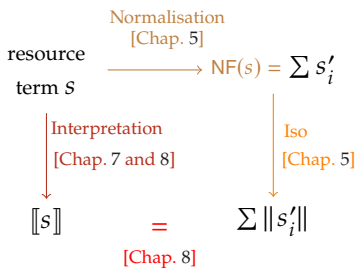 Normalisation
[Chap. 5]
resource
term s
NF(s) = ∑ s′ᵢ
Interpretation
[Chap. 7 and 8]
Iso
[Chap. 5]
⟦s⟧
=
∑ ‖s′ᵢ‖
[Chap. 8]